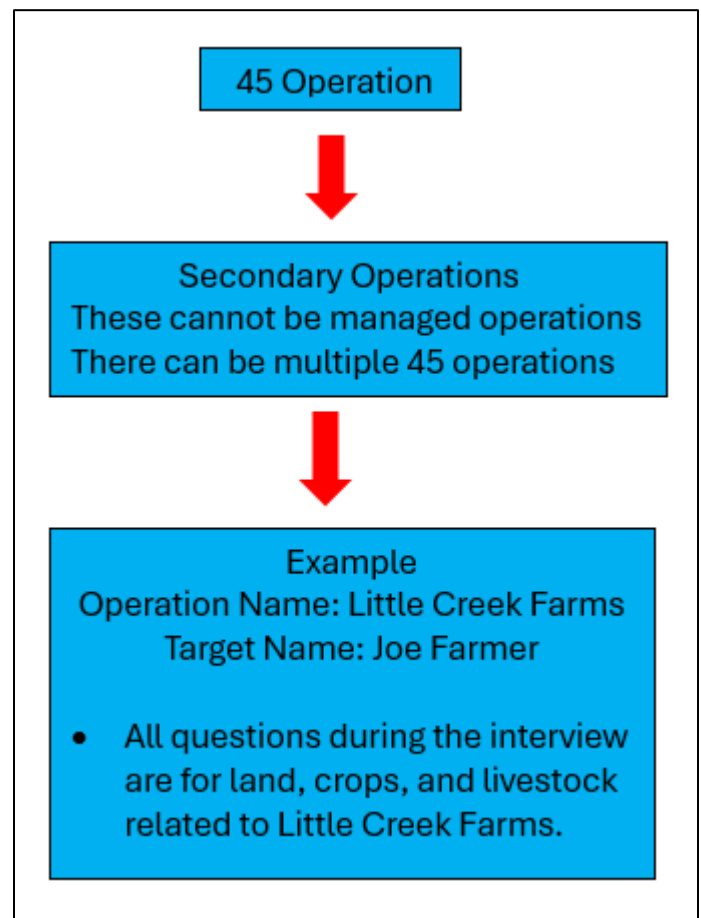 45 Operation
Secondary Operations
These cannot be managed operations
There can be multiple 45 operations
Example
Operation Name: Little Creek Farms
Target Name: Joe Farmer
• All questions during the interview
are for land, crops, and livestock
related to Little Creek Farms.